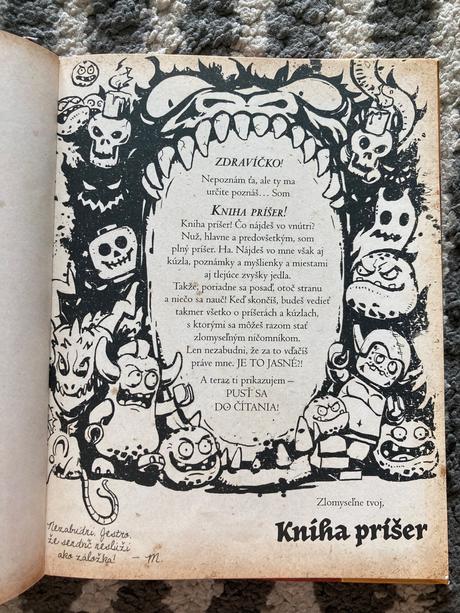 ZDRAVÍČKO!
Nepoznám ťa, ale ty ma
určite poznáš... Som
KNIHA PRÍŠER!
Kniha príšer! Čo nájdeš vo vnútri?
Nuž, hlavne a predovšetkým, som
plný príšer. Ha. Nájdeš vo mne však aj
kúzla, poznámky a myšlienky a miestami
aj tlejúce zvyšky jedla.
Takže, poriadne sa posaď, otoč stranu
a niečo sa nauč! Keď skončíš, budeš vedieť
takmer všetko o príšerách a kúzlach,
s ktorými sa môžeš razom stať
zlomyseľným ničomníkom.
Len nezabudni, že za to vďačíš
práve mne. JE TO JASNÉ?!
A teraz ti prikazujem –
PUSŤ SA
DO ČÍTANIA!
Zlomyseľne tvoj,
Kniha príšer
Nezabudni, Jestro,
že sendvič neslúži
ako záložka! – M.